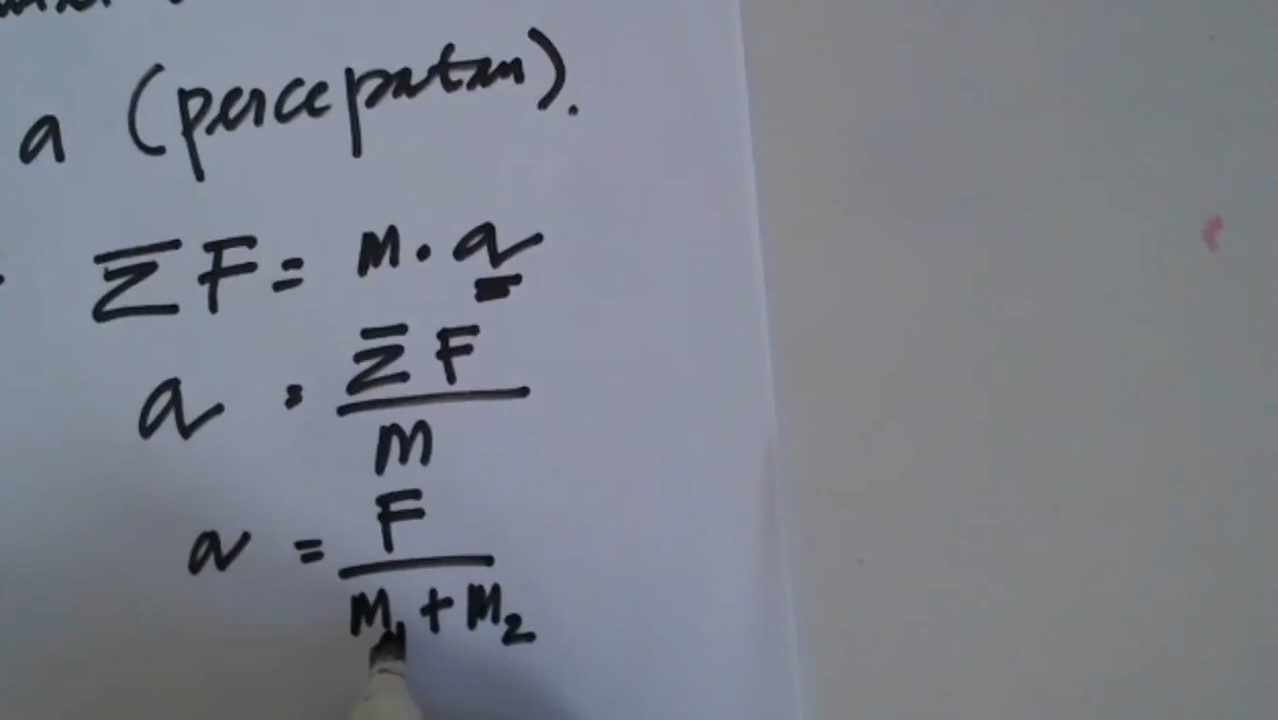 a (percepatan).
ΣF = m · a
a = ΣF / m
a = F / m1 + m2